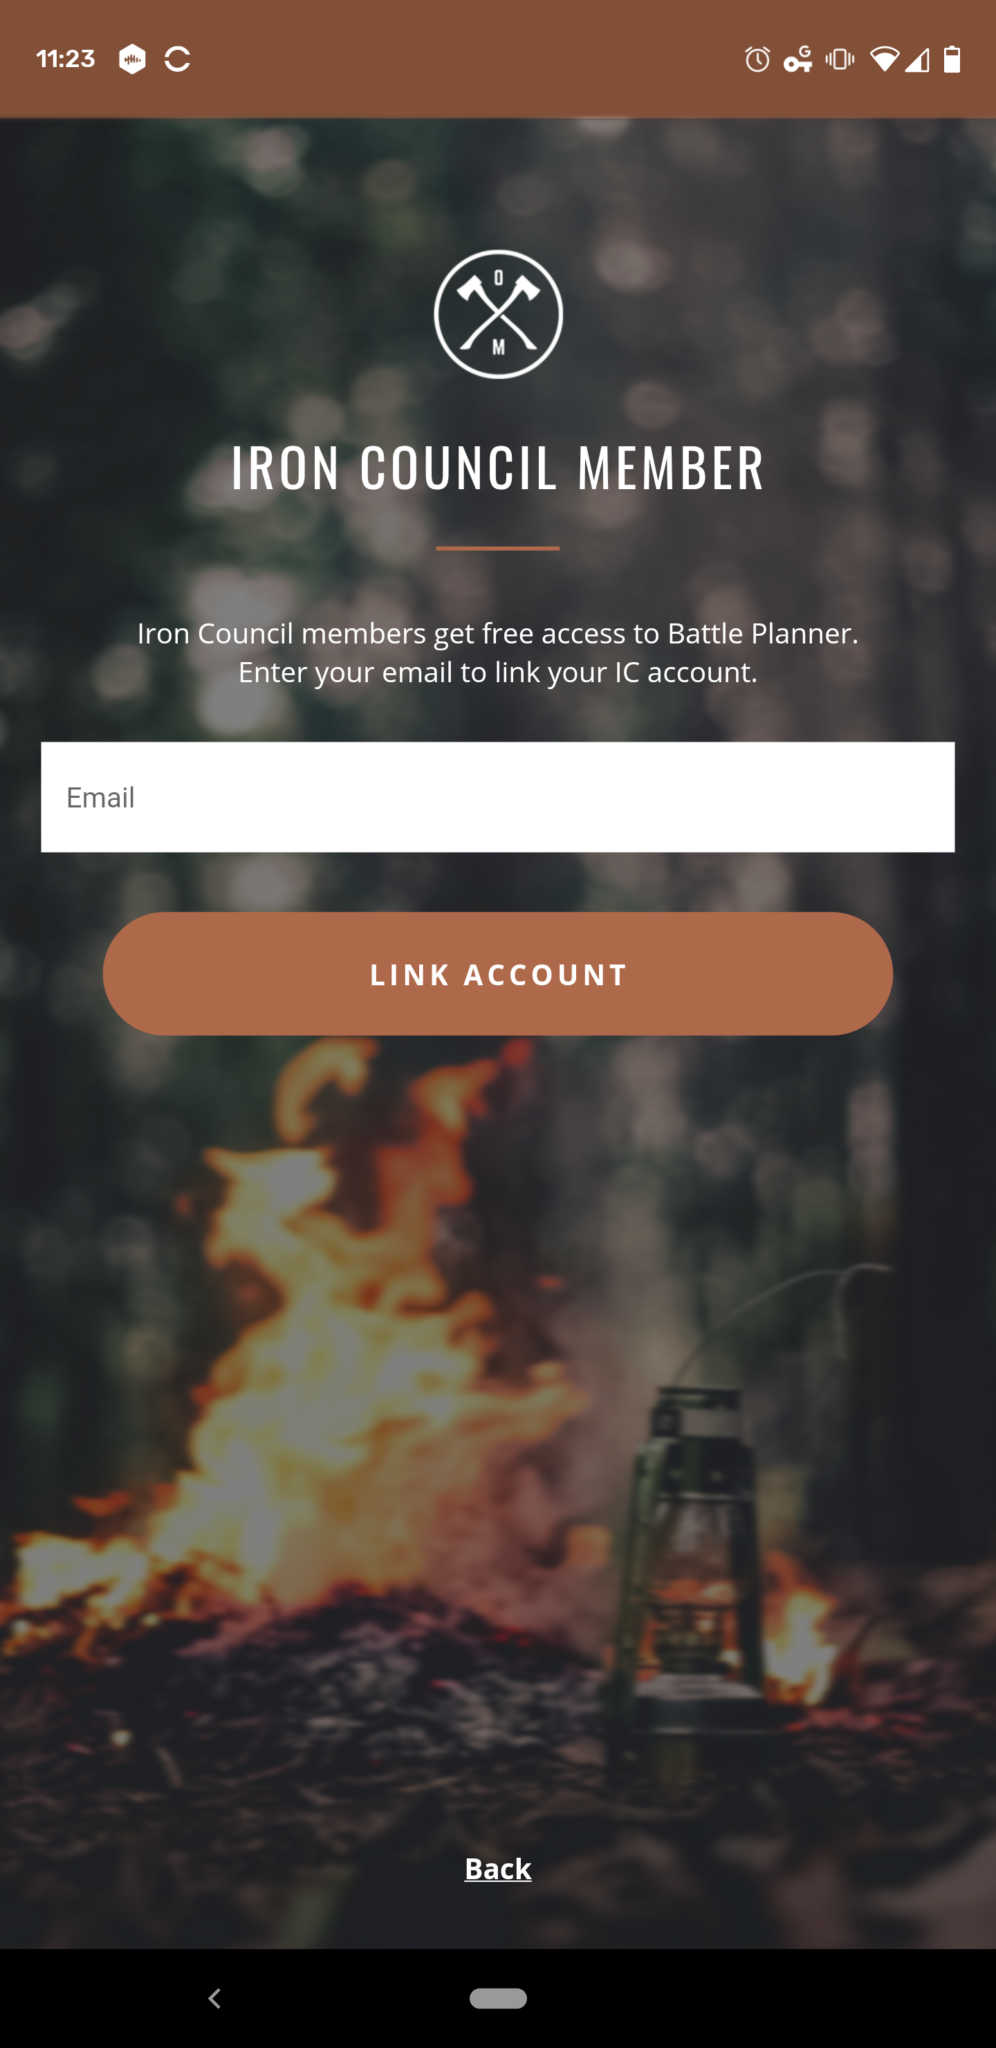 11:23
G
O
M
IRON COUNCIL MEMBER
Iron Council members get free access to Battle Planner.
Enter your email to link your IC account.
Email
LINK ACCOUNT
Back